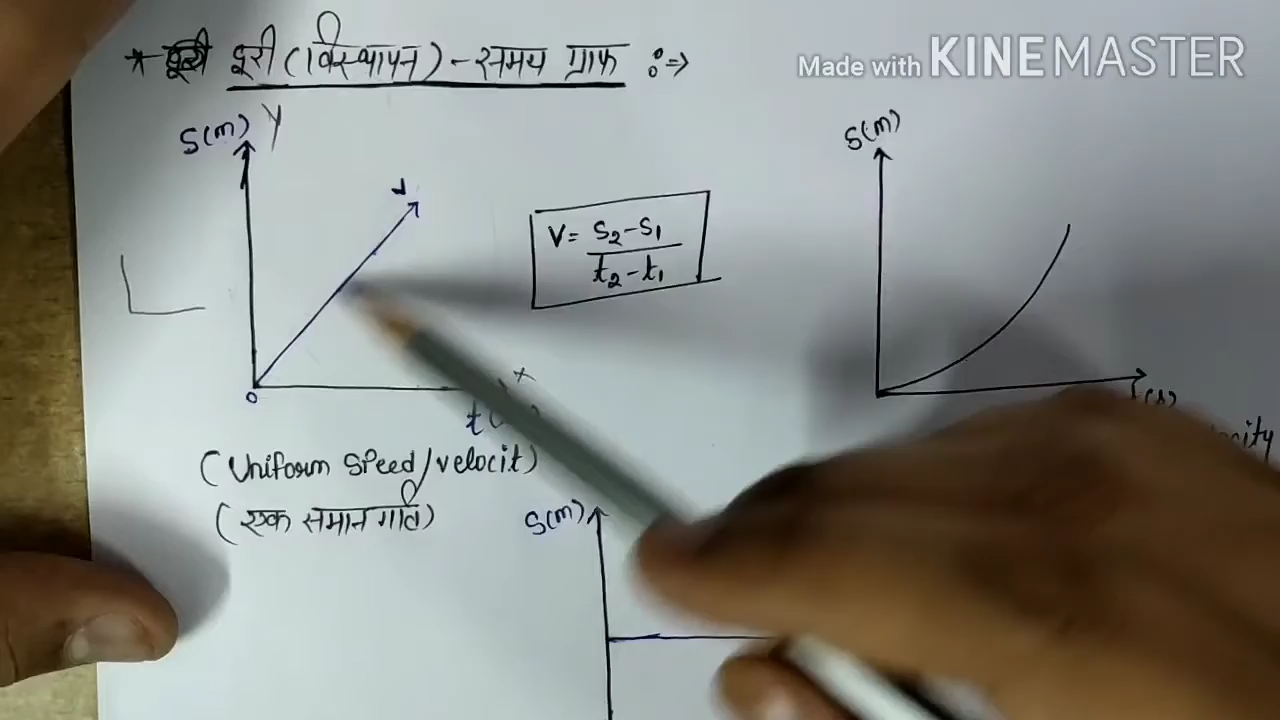 * दूरी (विस्थापन) - समय ग्राफ :⇒
Made with KINEMASTER
S(m) Y
S(m)
V = S₂-S₁ / t₂-t₁
O
x
t(
t(s)
(Uniform Speed/velocit)
(एक समान गति)
S(m)